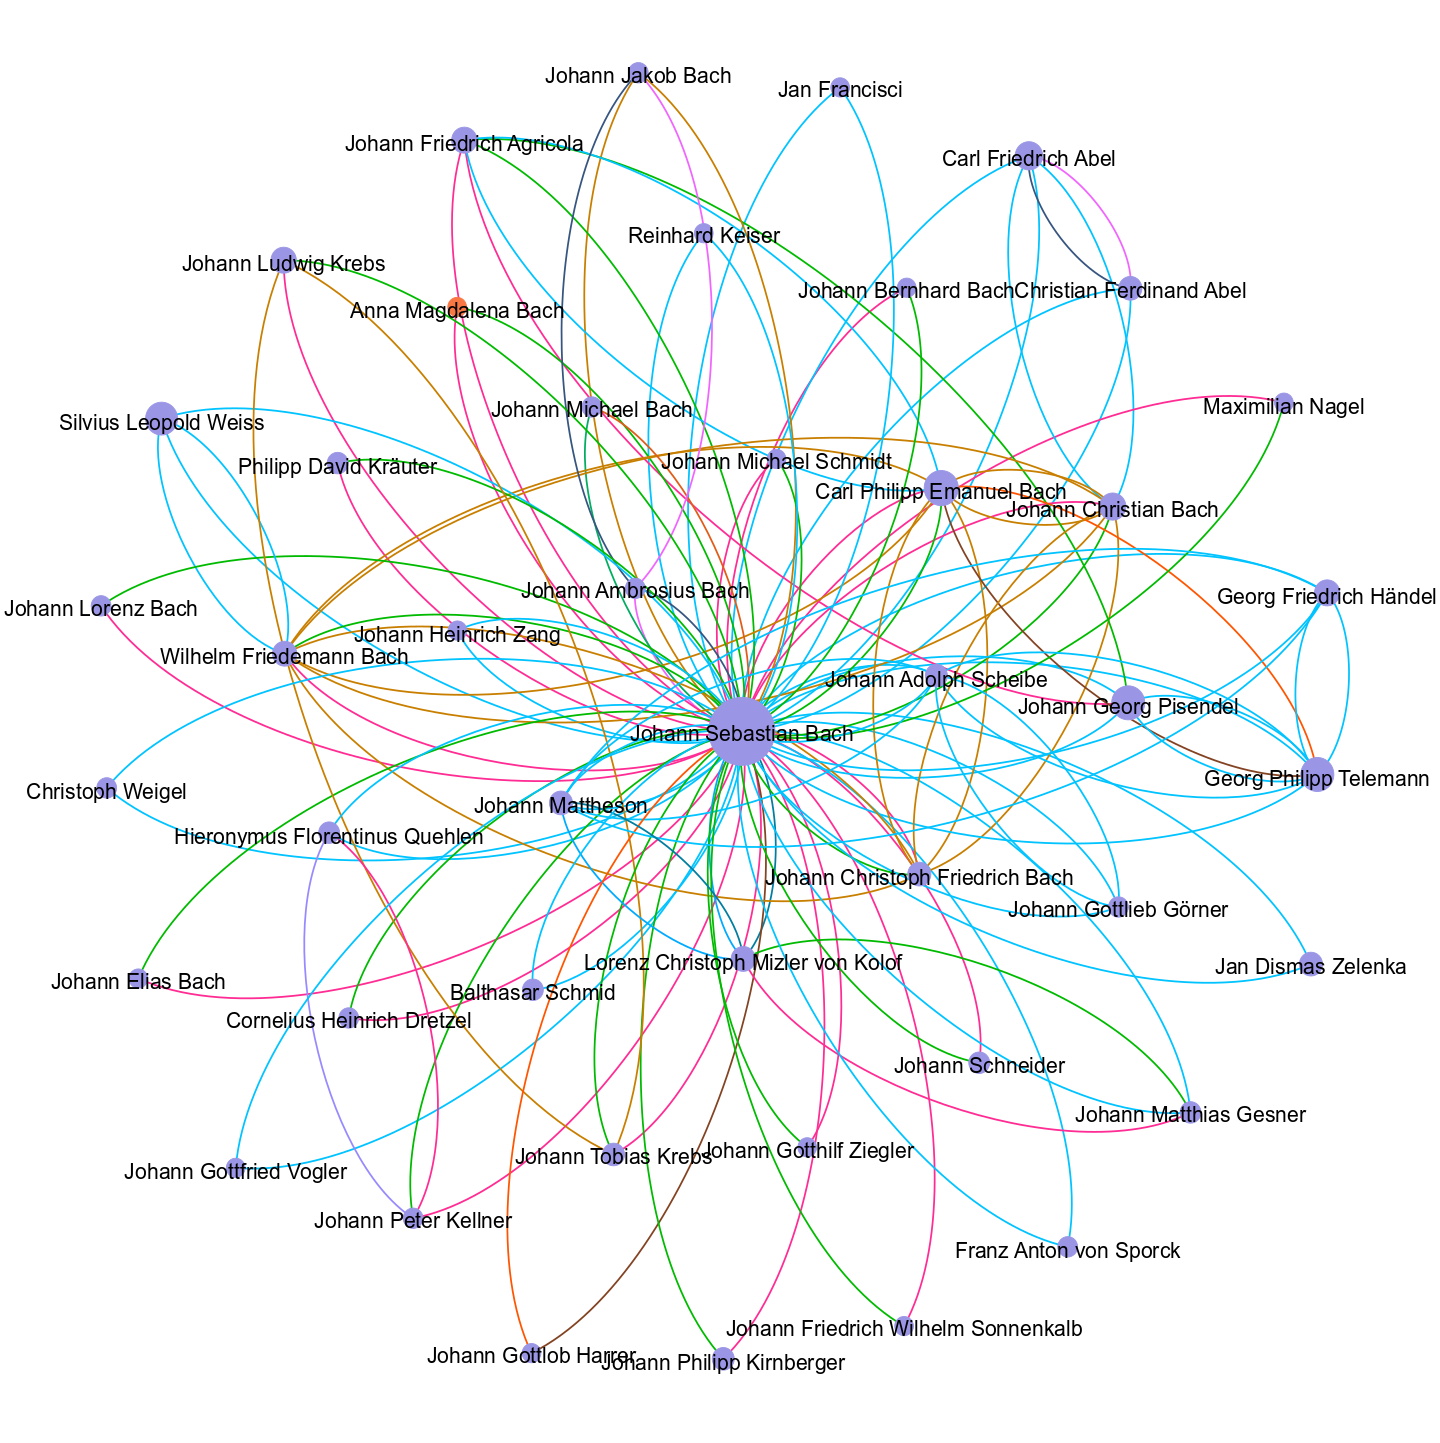 Johann Jakob Bach
Jan Francisci
Johann Friedrich Agricola
Carl Friedrich Abel
Reinhard Keiser
Johann Ludwig Krebs
Johann Bernhard Bach
Christian Ferdinand Abel
Anna Magdalena Bach
Maximilian Nagel
Johann Michael Bach
Silvius Leopold Weiss
Philipp David Kräuter
Johann Michael Schmidt
Carl Philipp Emanuel Bach
Johann Christian Bach
Johann Ambrosius Bach
Georg Friedrich Händel
Johann Lorenz Bach
Johann Heinrich Zang
Wilhelm Friedemann Bach
Johann Adolph Scheibe
Johann Georg Pisendel
Johann Sebastian Bach
Georg Philipp Telemann
Christoph Weigel
Johann Mattheson
Hieronymus Florentinus Quehlen
Johann Christoph Friedrich Bach
Johann Gottlieb Görner
Lorenz Christoph Mizler von Kolof
Jan Dismas Zelenka
Johann Elias Bach
Balthasar Schmid
Cornelius Heinrich Dretzel
Johann Schneider
Johann Matthias Gesner
Johann Gotthilf Ziegler
Johann Tobias Krebs
Johann Gottfried Vogler
Johann Peter Kellner
Franz Anton von Sporck
Johann Friedrich Wilhelm Sonnenkalb
Johann Gottlob Harrer
Johann Philipp Kirnberger